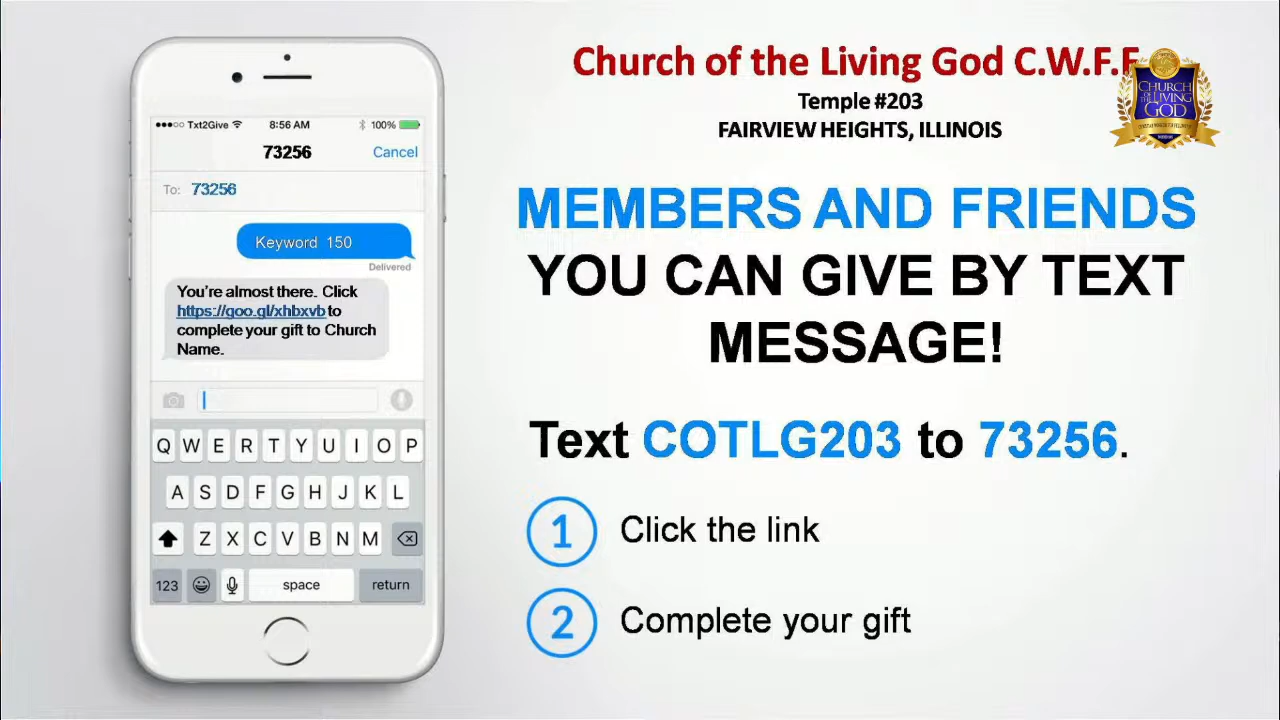 Church of the Living God C.W.F.F
Temple #203
FAIRVIEW HEIGHTS, ILLINOIS
CHURCH
OF THE LIVING
GOD
MEMBERS AND FRIENDS
YOU CAN GIVE BY TEXT
MESSAGE!
Text COTLG203 to 73256.
1 Click the link
2 Complete your gift
Txt2Give 8:56 AM 100%
73256 Cancel
To: 73256
Keyword 150
Delivered
You're almost there. Click
https://goo.gl/xhbxvb to
complete your gift to Church
Name.
Q W E R T Y U I O P
A S D F G H J K L
Z X C V B N M
123 space return